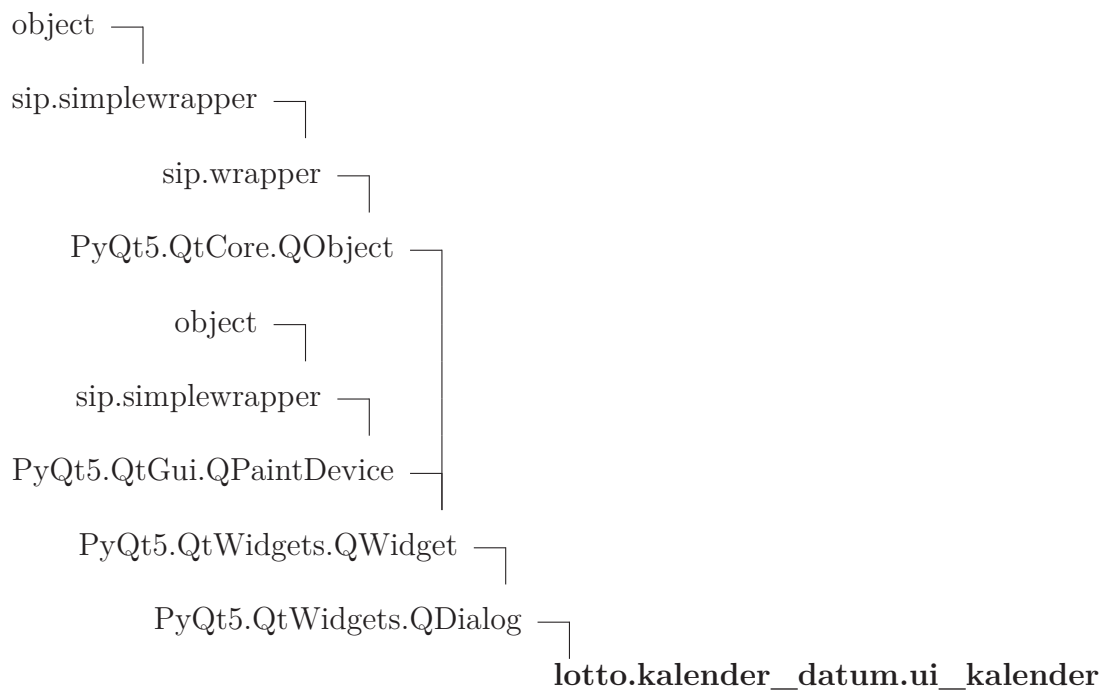 object
sip.simplewrapper
sip.wrapper
PyQt5.QtCore.QObject
object
sip.simplewrapper
PyQt5.QtGui.QPaintDevice
PyQt5.QtWidgets.QWidget
PyQt5.QtWidgets.QDialog
lotto.kalender_datum.ui_kalender